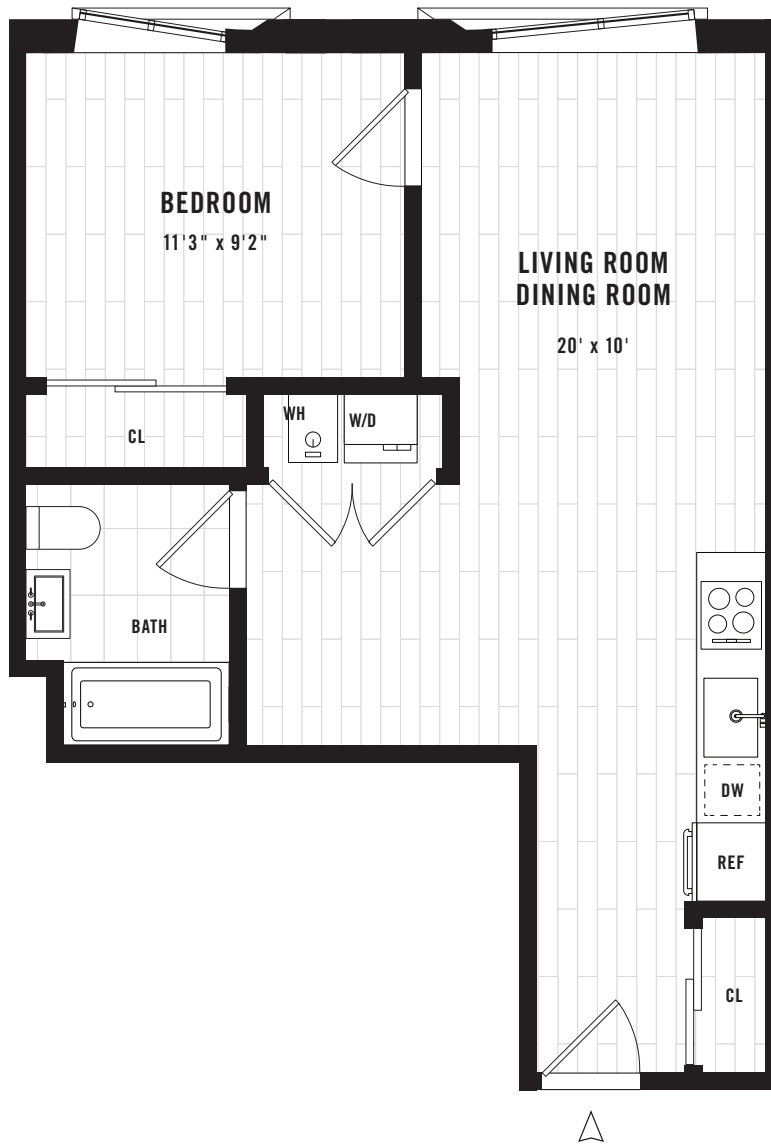 BEDROOM
11'3" x 9'2"
LIVING ROOM
DINING ROOM
20' x 10'
WH
W/D
CL
BATH
DW
REF
CL